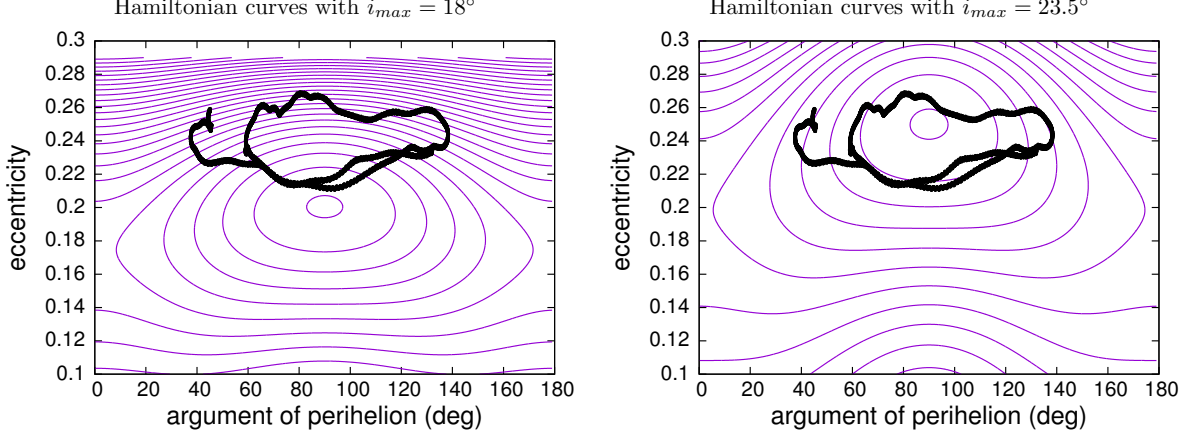 Hamiltonian curves with i_max = 18°
0.3
0.28
0.26
0.24
0.22
0.2
0.18
0.16
0.14
0.12
0.1
eccentricity
0 20 40 60 80 100 120 140 160 180
argument of perihelion (deg)
Hamiltonian curves with i_max = 23.5°
0.3
0.28
0.26
0.24
0.22
0.2
0.18
0.16
0.14
0.12
0.1
eccentricity
0 20 40 60 80 100 120 140 160 180
argument of perihelion (deg)